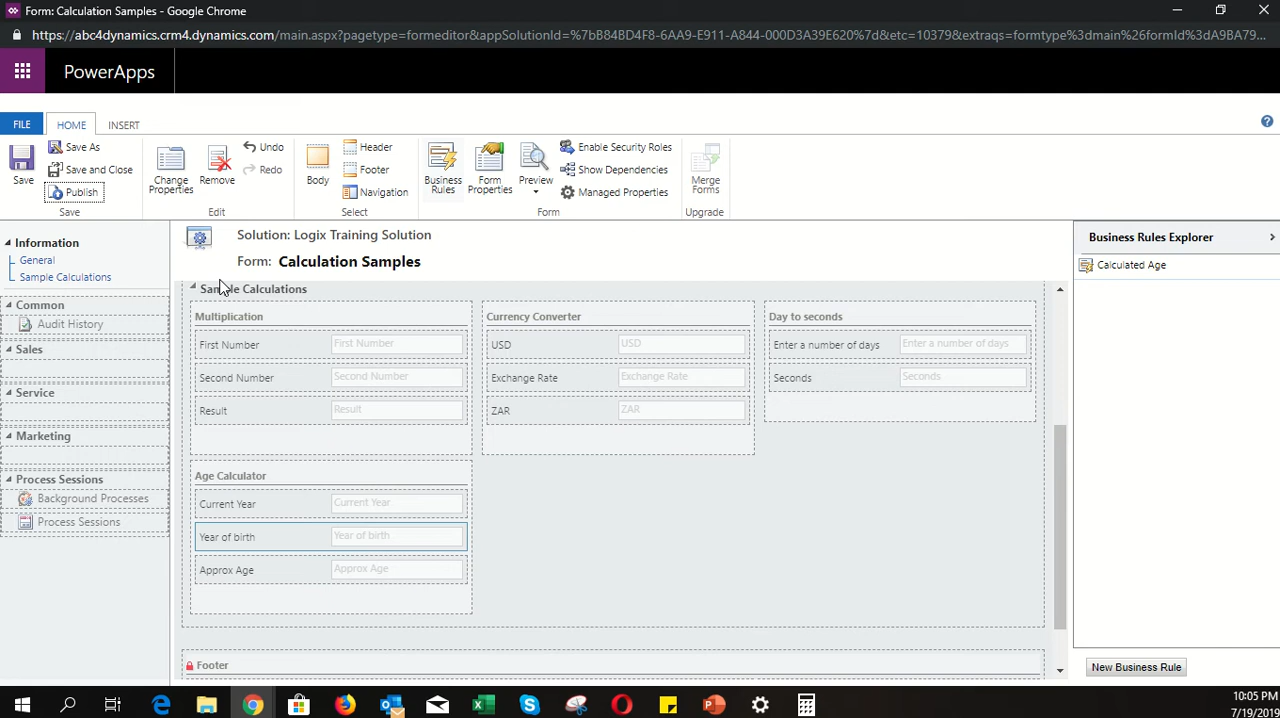 Form: Calculation Samples - Google Chrome
https://abc4dynamics.crm4.dynamics.com/main.aspx?pagetype=formeditor&appSolutionId=%7bB84BD4F8-6AA9-E911-A844-000D3A39E620%7d&etc=10379&extraqs=formtype%3dmain%26formId%3dA9BA79...
PowerApps
FILE HOME INSERT
Save
Save As
Save and Close
Publish
Save
Change Properties
Remove
Undo
Redo
Edit
Body
Header
Footer
Navigation
Select
Business Rules
Form Properties
Preview
Enable Security Roles
Show Dependencies
Managed Properties
Form
Merge Forms
Upgrade
Information
General
Sample Calculations
Common
Audit History
Sales
Service
Marketing
Process Sessions
Background Processes
Process Sessions
Solution: Logix Training Solution
Form: Calculation Samples
Sample Calculations
Multiplication
First Number First Number
Second Number Second Number
Result Result
Currency Converter
USD USD
Exchange Rate Exchange Rate
ZAR ZAR
Day to seconds
Enter a number of days Enter a number of days
Seconds Seconds
Age Calculator
Current Year Current Year
Year of birth Year of birth
Approx Age Approx Age
Footer
Business Rules Explorer
Calculated Age
New Business Rule
10:05 PM
7/19/2019